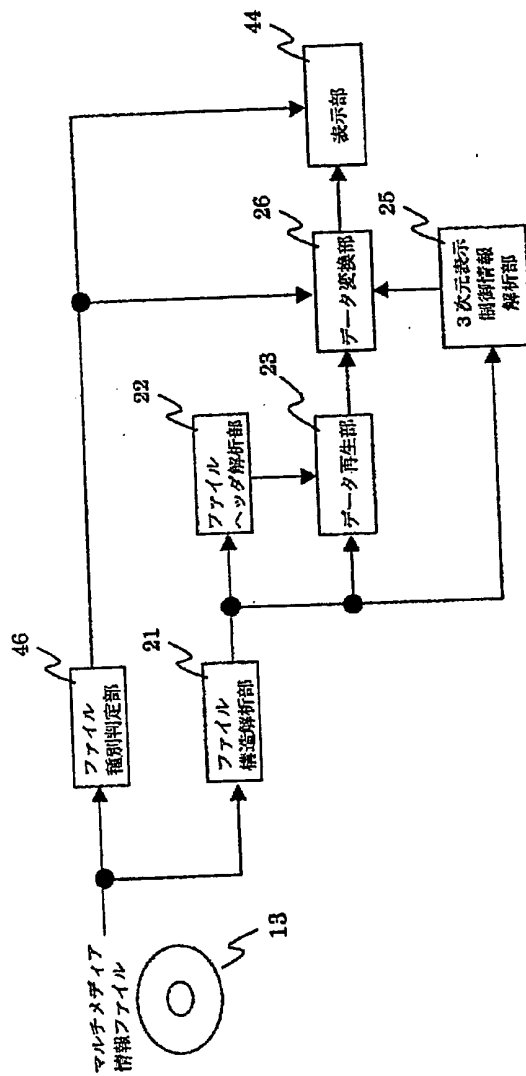 マルチメディア
情報ファイル
13
46
ファイル
種別判定部
21
ファイル
構造解析部
22
ファイル
ヘッダ解析部
23
データ再生部
26
データ変換部
25
3次元表示
制御情報
解析部
44
表示部